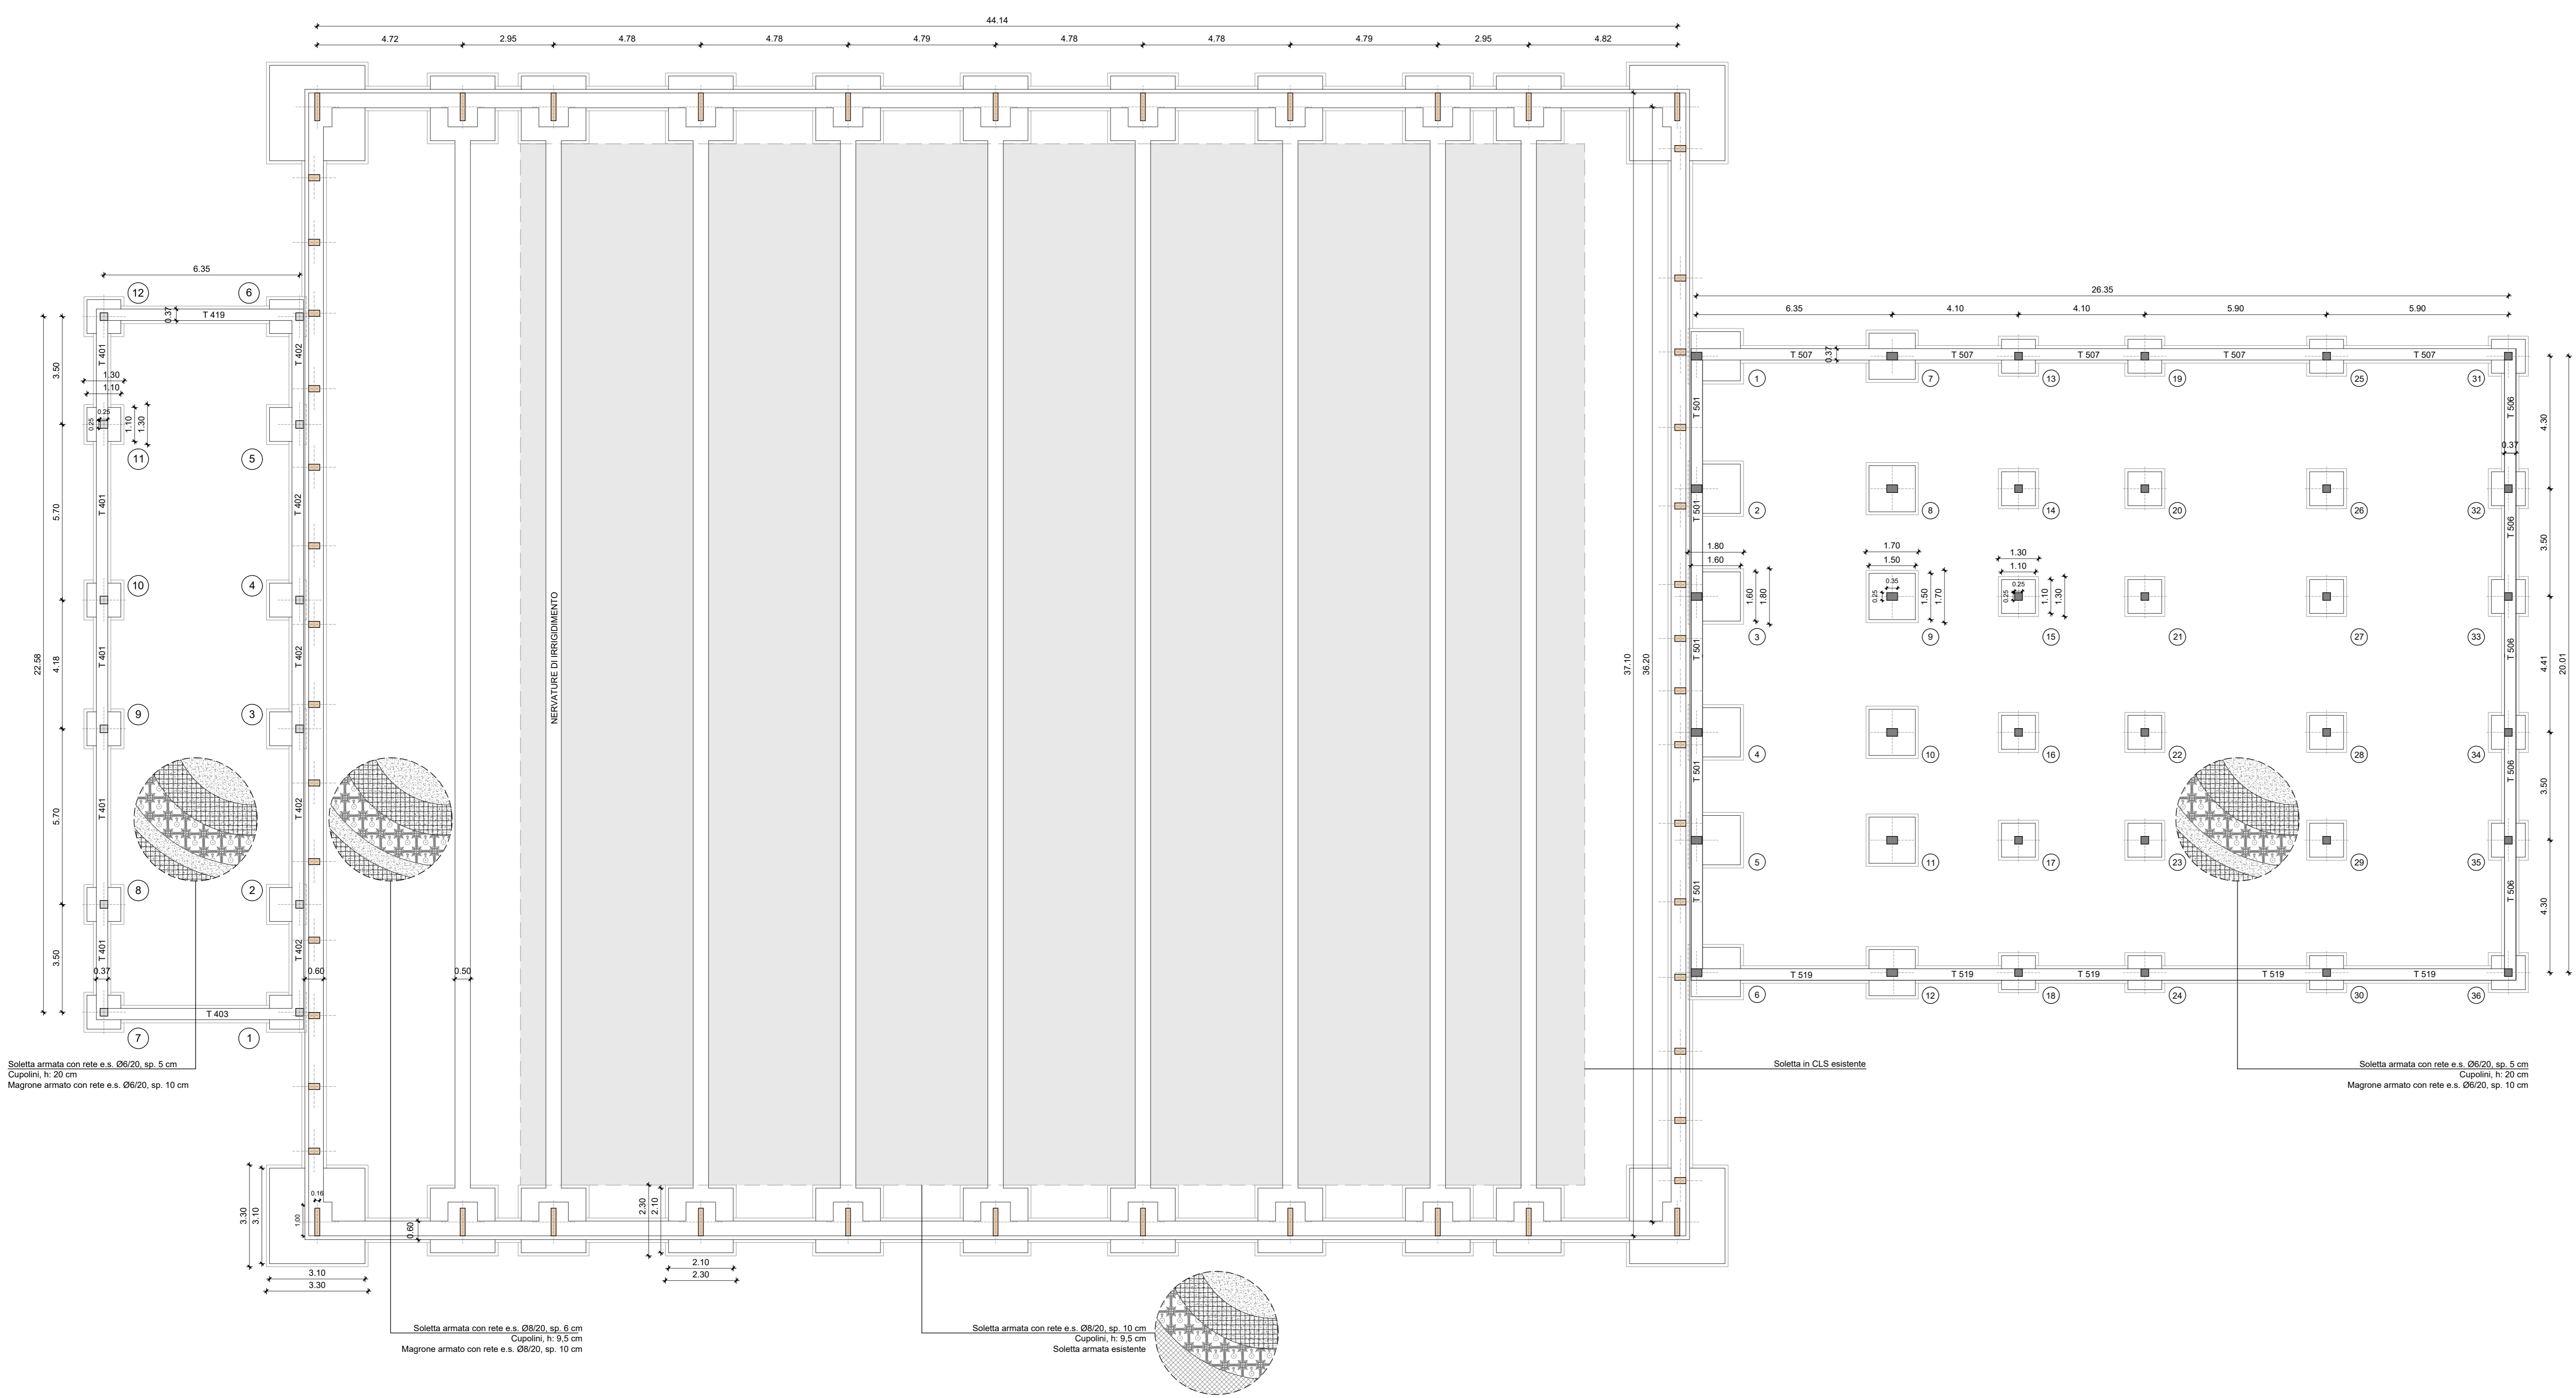 44.14
4.72
2.95
4.78
4.78
4.79
4.78
4.78
4.79
2.95
4.82
6.35
12
6
0.37
T 419
T 401
T 402
3.50
1.30
1.10
0.25
0.25
1.10
1.30
11
5
T 401
T 402
5.70
10
4
22.58
4.18
T 401
T 402
9
3
5.70
T 401
T 402
8
2
T 401
T 402
3.50
0.37
0.60
0.50
T 403
7
1
Soletta armata con rete e.s. Ø6/20, sp. 5 cm
Cupolini, h: 20 cm
Magrone armato con rete e.s. Ø6/20, sp. 10 cm
NERVATURE DI IRRIGIDIMENTO
37.10
36.20
26.35
6.35
4.10
4.10
5.90
5.90
T 507
0.37
T 507
T 507
T 507
T 507
1
7
13
19
25
31
T 501
T 506
4.30
0.37
2
8
14
20
26
32
T 501
T 506
3.50
1.80
1.60
1.70
1.50
1.30
1.10
0.35
0.25
0.25
0.25
1.60
1.80
1.50
1.70
1.10
1.30
3
9
15
21
27
33
T 501
T 506
4.41
20.01
4
10
16
22
28
34
T 501
T 506
3.50
5
11
17
23
29
35
T 501
T 506
4.30
T 519
T 519
T 519
T 519
T 519
6
12
18
24
30
36
Soletta in CLS esistente
Soletta armata con rete e.s. Ø6/20, sp. 5 cm
Cupolini, h: 20 cm
Magrone armato con rete e.s. Ø6/20, sp. 10 cm
0.16
1.00
3.30
3.10
0.60
2.30
2.10
3.10
3.30
2.10
2.30
Soletta armata con rete e.s. Ø8/20, sp. 6 cm
Cupolini, h: 9,5 cm
Magrone armato con rete e.s. Ø8/20, sp. 10 cm
Soletta armata con rete e.s. Ø8/20, sp. 10 cm
Cupolini, h: 9,5 cm
Soletta armata esistente